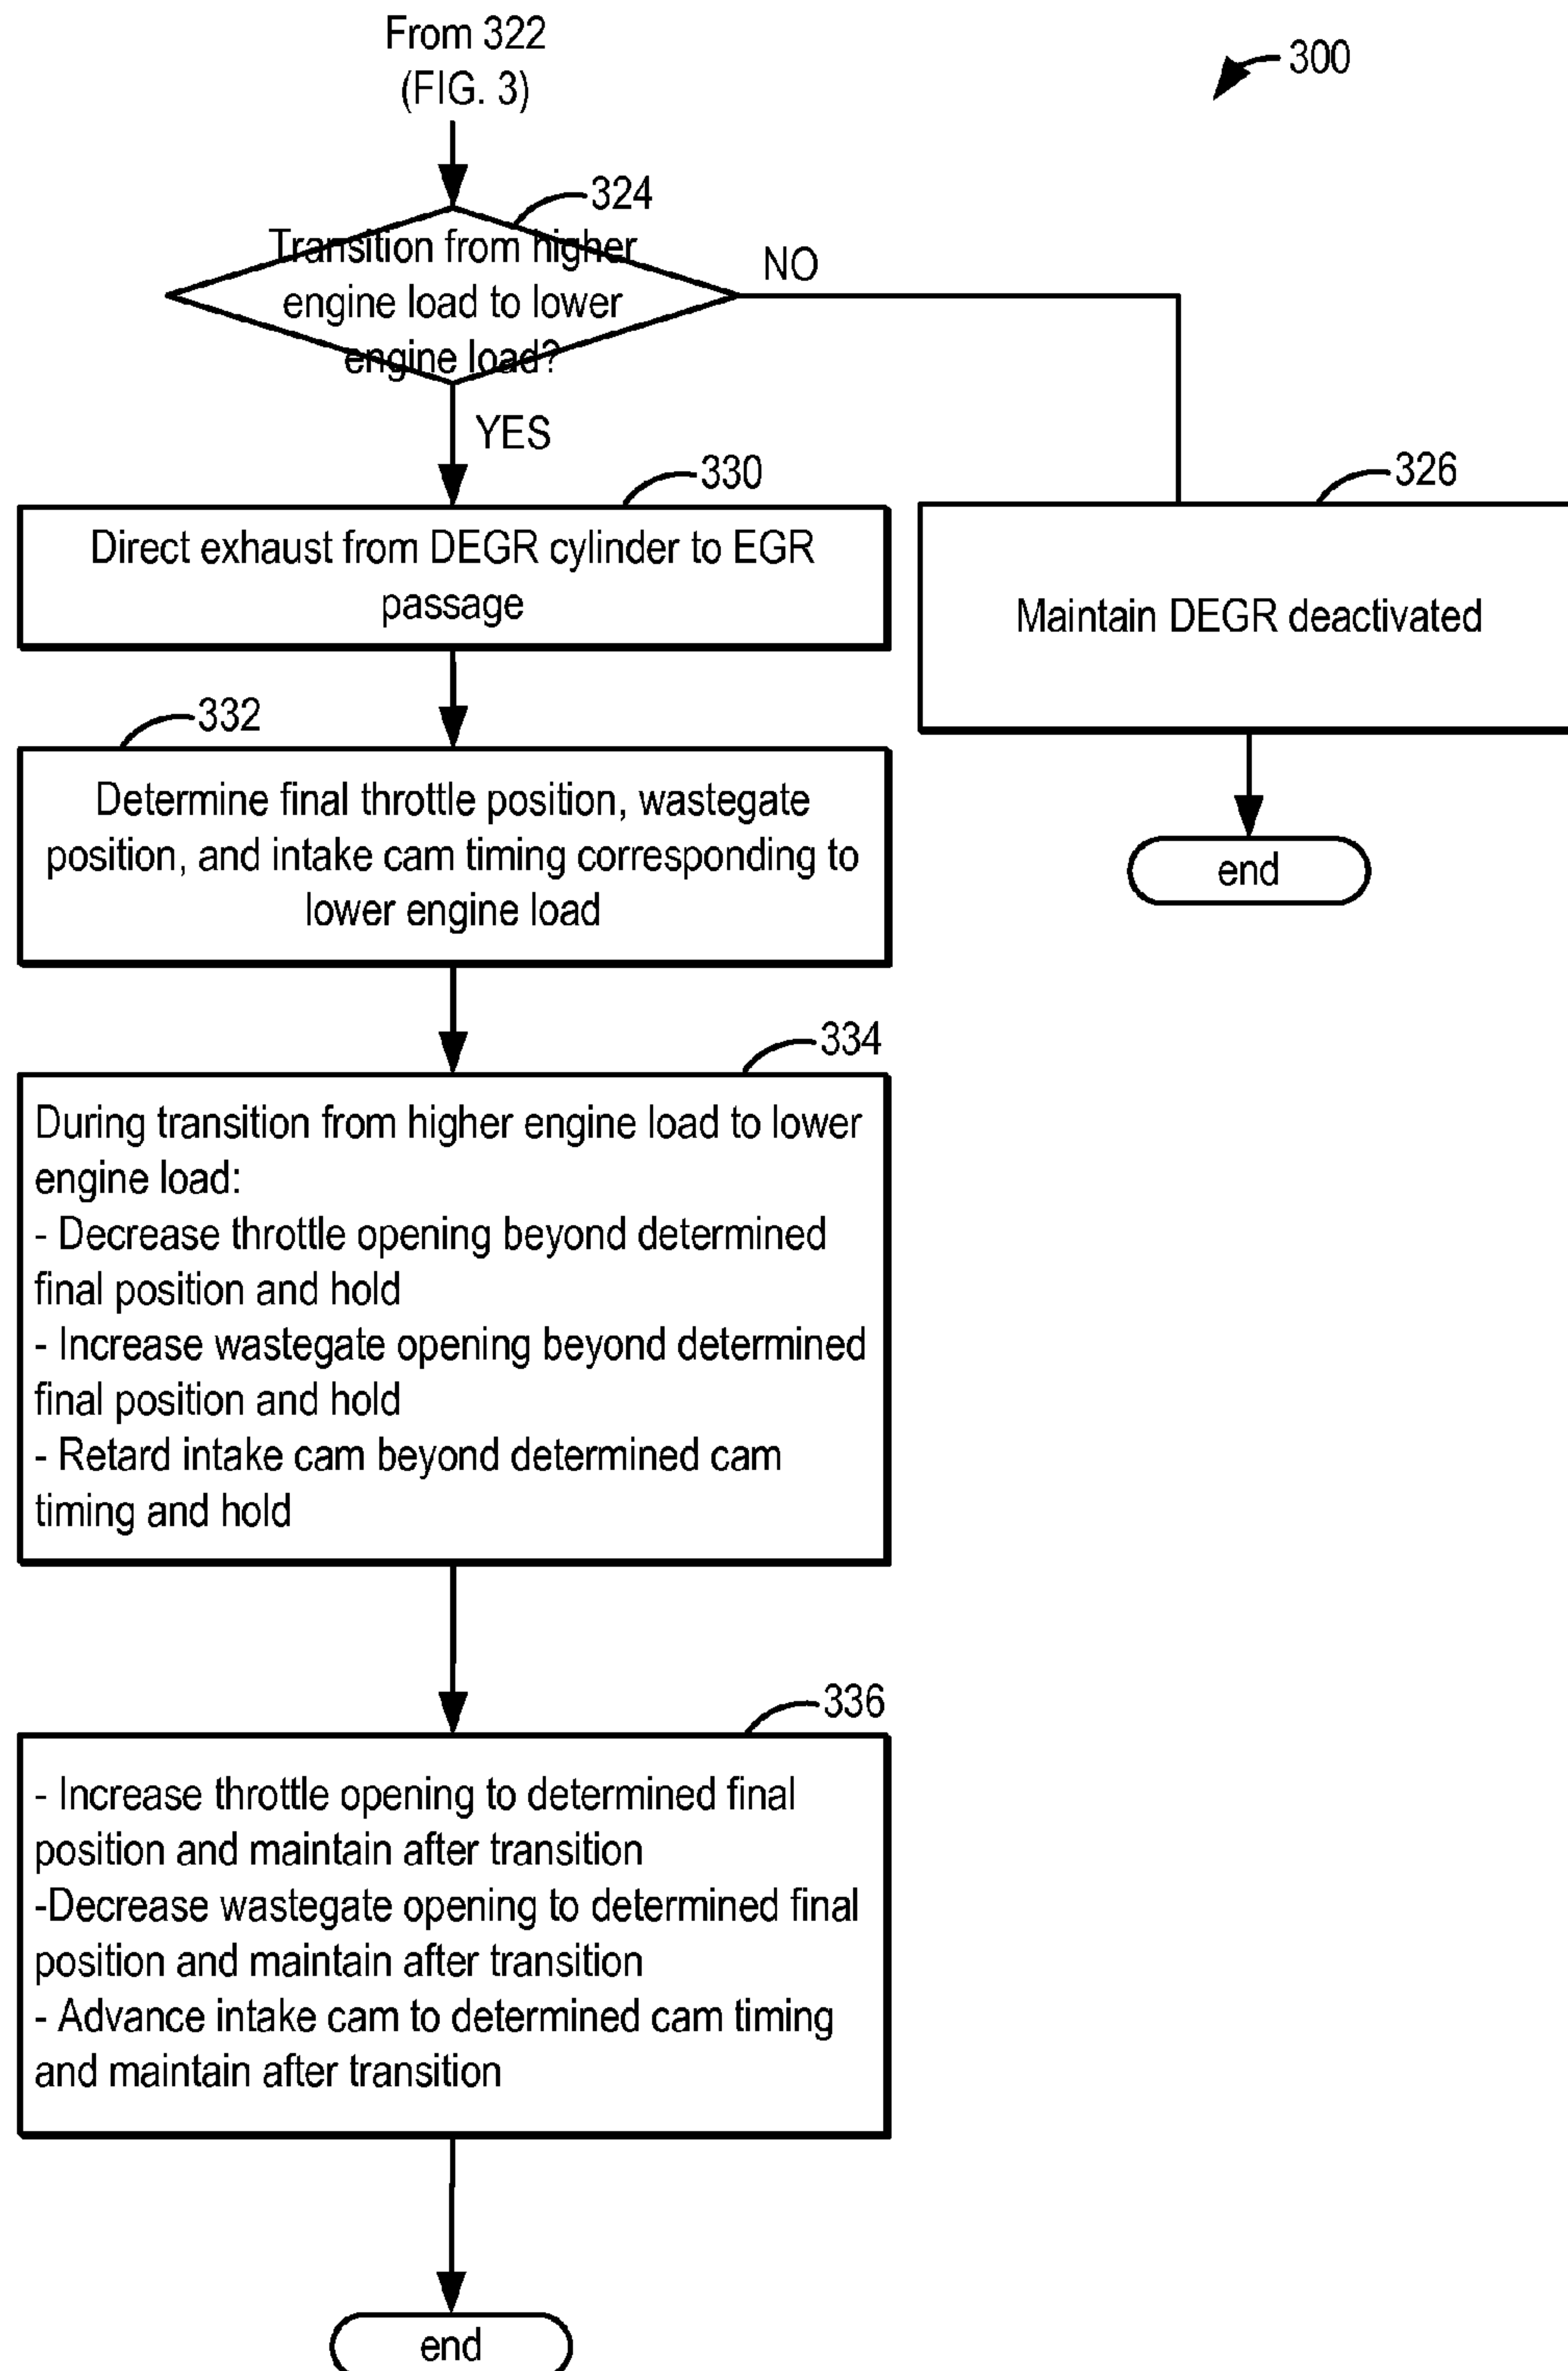 From 322
(FIG. 3)
300
324
Transition from higher
engine load to lower
engine load?
NO
YES
330
Direct exhaust from DEGR cylinder to EGR
passage
326
Maintain DEGR deactivated
end
332
Determine final throttle position, wastegate
position, and intake cam timing corresponding to
lower engine load
334
During transition from higher engine load to lower
engine load:
- Decrease throttle opening beyond determined
final position and hold
- Increase wastegate opening beyond determined
final position and hold
- Retard intake cam beyond determined cam
timing and hold
336
- Increase throttle opening to determined final
position and maintain after transition
-Decrease wastegate opening to determined final
position and maintain after transition
- Advance intake cam to determined cam timing
and maintain after transition
end